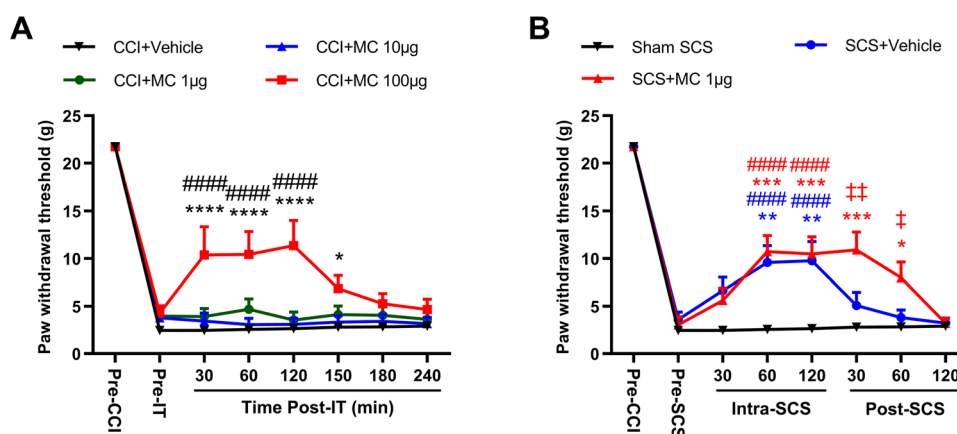 A
CCI+Vehicle
CCI+MC 10μg
CCI+MC 1μg
CCI+MC 100μg
Paw withdrawal threshold (g)
25
20
15
10
5
0
####
####
####
****
****
****
*
Pre-CCI
Pre-IT
30
60
120
150
180
240
Time Post-IT (min)
B
Sham SCS
SCS+Vehicle
SCS+MC 1μg
Paw withdrawal threshold (g)
25
20
15
10
5
0
#### ####
*** ***
#### ####
** **
‡‡
***
‡
*
Pre-CCI
Pre-SCS
30
60
120
30
60
120
Intra-SCS
Post-SCS